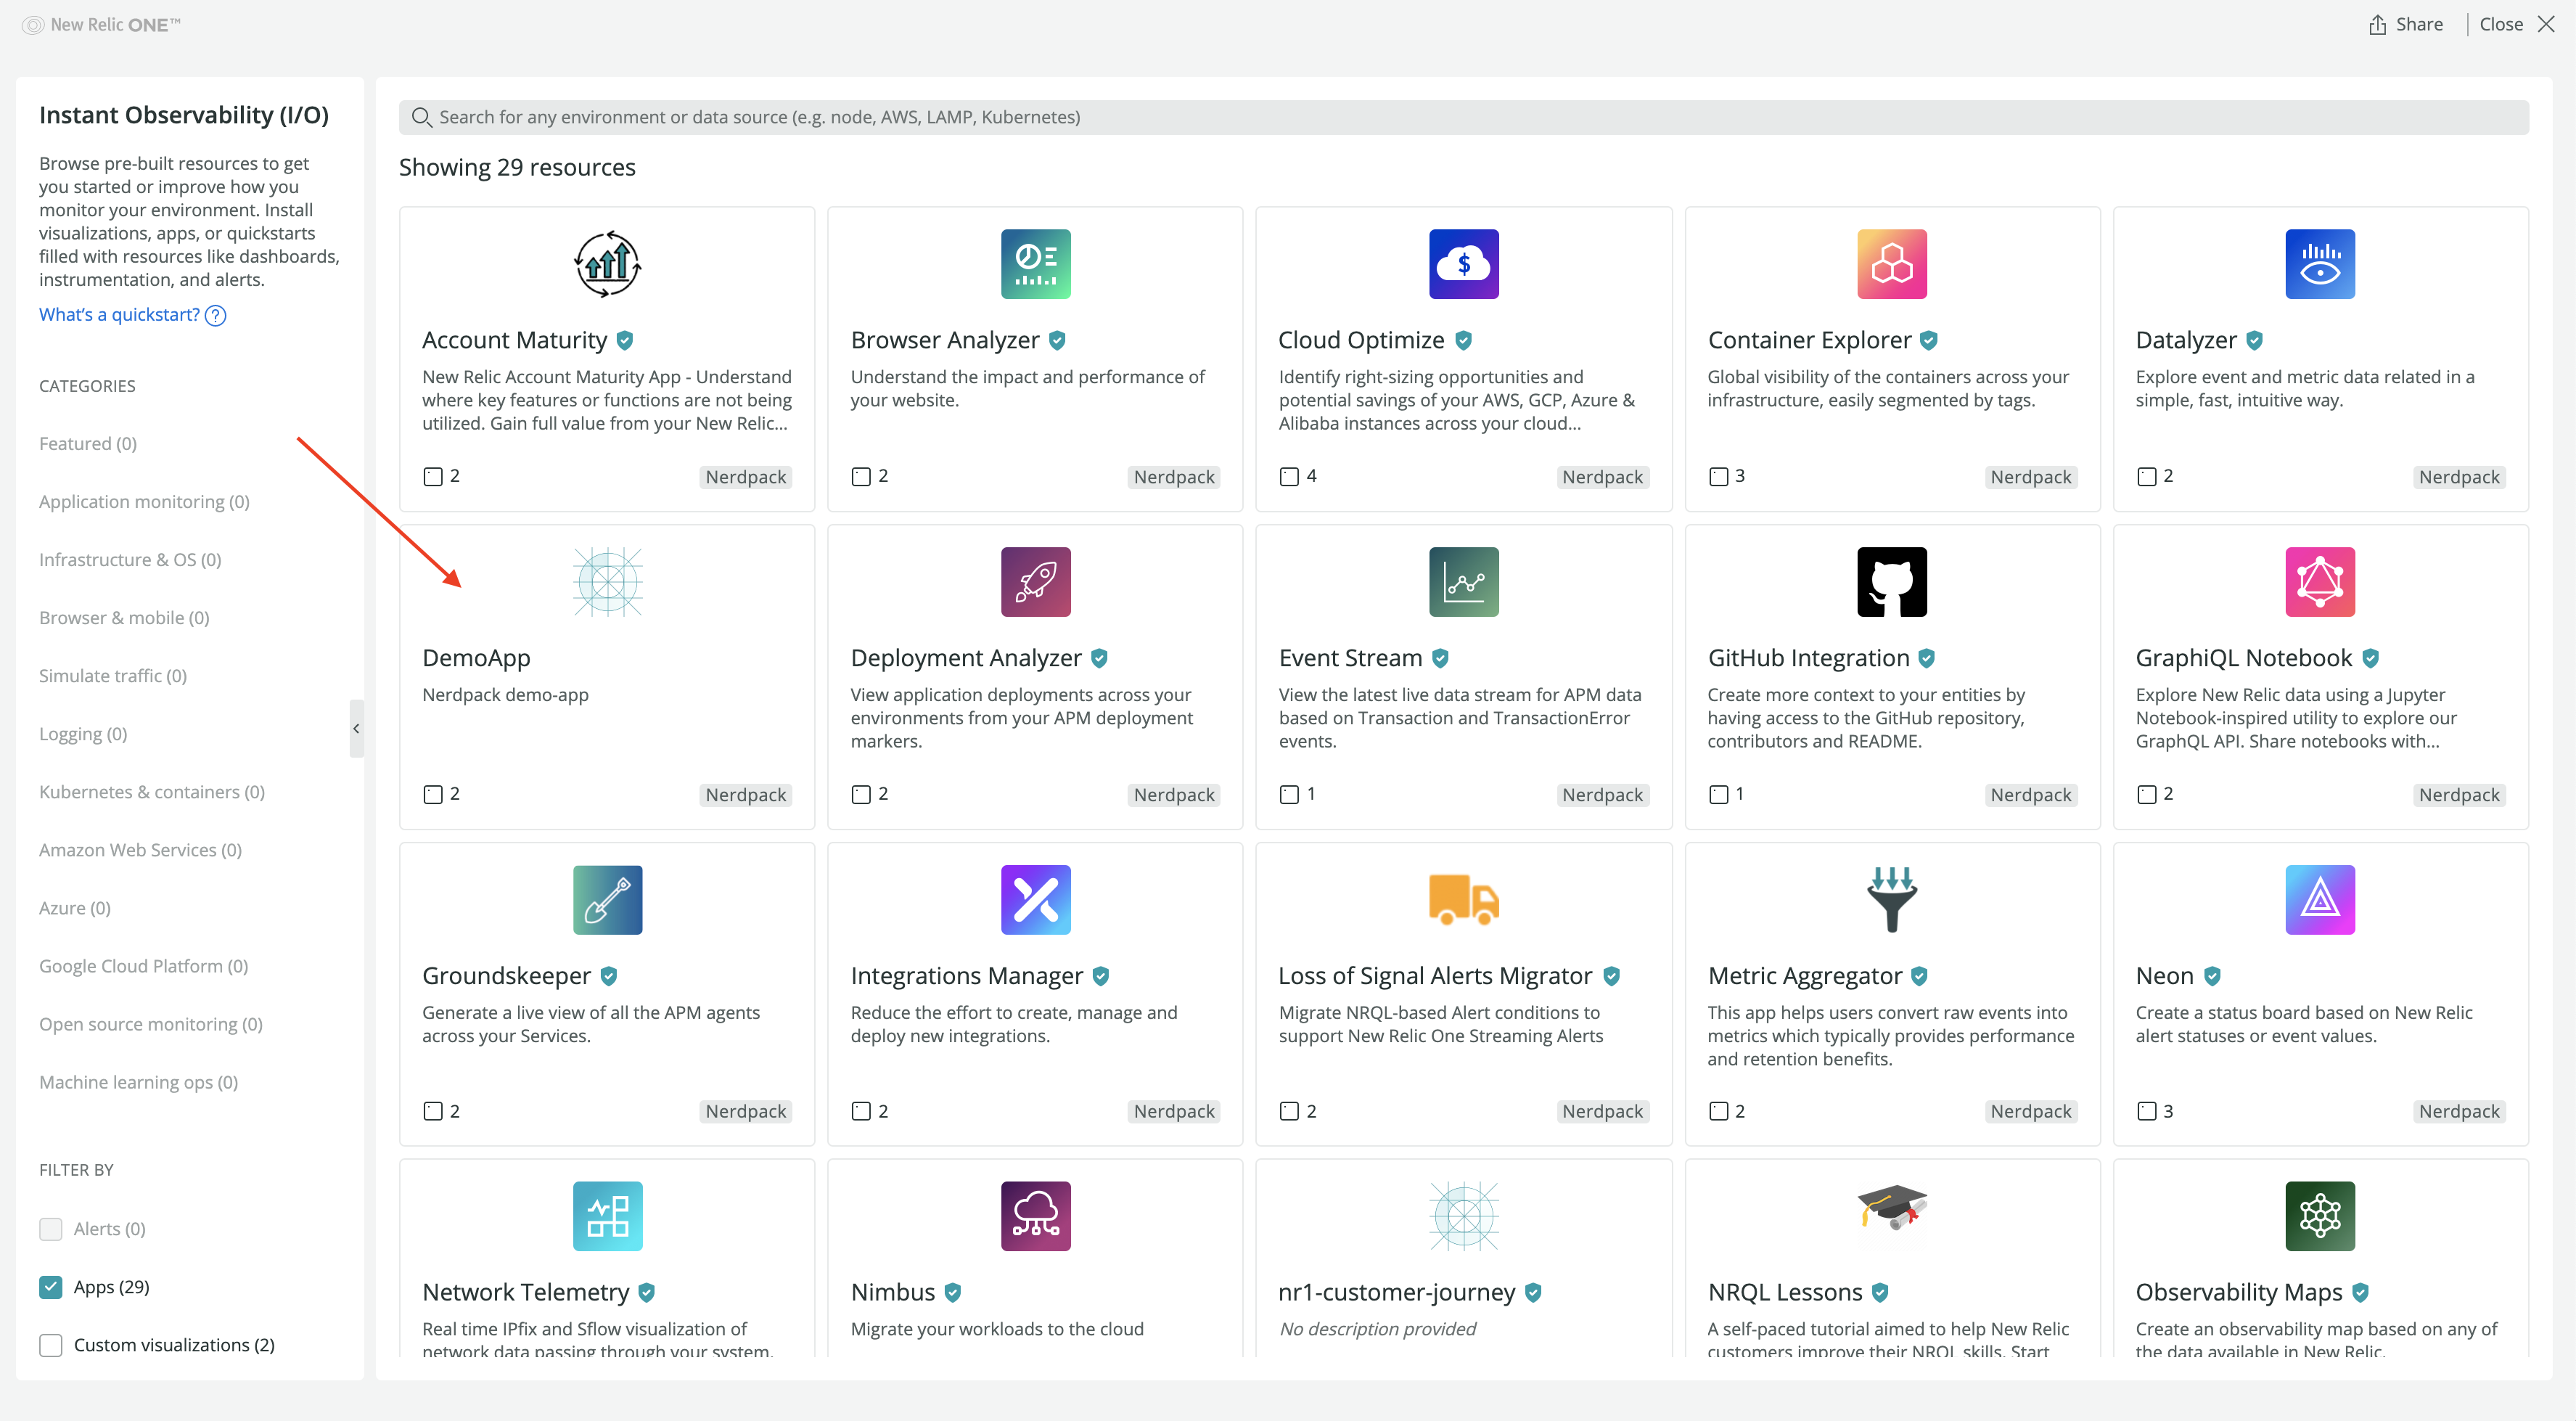 New Relic ONE™
Share
Close
Instant Observability (I/O)
Browse pre-built resources to get
you started or improve how you
monitor your environment. Install
visualizations, apps, or quickstarts
filled with resources like dashboards,
instrumentation, and alerts.
What's a quickstart? ?
CATEGORIES
Featured (0)
Application monitoring (0)
Infrastructure & OS (0)
Browser & mobile (0)
Simulate traffic (0)
Logging (0)
Kubernetes & containers (0)
Amazon Web Services (0)
Azure (0)
Google Cloud Platform (0)
Open source monitoring (0)
Machine learning ops (0)
FILTER BY
Alerts (0)
Apps (29)
Custom visualizations (2)
Search for any environment or data source (e.g. node, AWS, LAMP, Kubernetes)
Showing 29 resources
Account Maturity
New Relic Account Maturity App - Understand
where key features or functions are not being
utilized. Gain full value from your New Relic...
2 Nerdpack
Browser Analyzer
Understand the impact and performance of
your website.
2 Nerdpack
$
Cloud Optimize
Identify right-sizing opportunities and
potential savings of your AWS, GCP, Azure &
Alibaba instances across your cloud...
4 Nerdpack
Container Explorer
Global visibility of the containers across your
infrastructure, easily segmented by tags.
3 Nerdpack
Datalyzer
Explore event and metric data related in a
simple, fast, intuitive way.
2 Nerdpack
DemoApp
Nerdpack demo-app
2 Nerdpack
Deployment Analyzer
View application deployments across your
environments from your APM deployment
markers.
2 Nerdpack
Event Stream
View the latest live data stream for APM data
based on Transaction and TransactionError
events.
1 Nerdpack
GitHub Integration
Create more context to your entities by
having access to the GitHub repository,
contributors and README.
1 Nerdpack
GraphiQL Notebook
Explore New Relic data using a Jupyter
Notebook-inspired utility to explore our
GraphQL API. Share notebooks with...
2 Nerdpack
Groundskeeper
Generate a live view of all the APM agents
across your Services.
2 Nerdpack
Integrations Manager
Reduce the effort to create, manage and
deploy new integrations.
2 Nerdpack
Loss of Signal Alerts Migrator
Migrate NRQL-based Alert conditions to
support New Relic One Streaming Alerts
2 Nerdpack
Metric Aggregator
This app helps users convert raw events into
metrics which typically provides performance
and retention benefits.
2 Nerdpack
Neon
Create a status board based on New Relic
alert statuses or event values.
3 Nerdpack
Network Telemetry
Real time IPfix and Sflow visualization of
network data passing through your system.
Nimbus
Migrate your workloads to the cloud
nr1-customer-journey
No description provided
NRQL Lessons
A self-paced tutorial aimed to help New Relic
customers improve their NRQL skills. Start
Observability Maps
Create an observability map based on any of
the data available in New Relic.